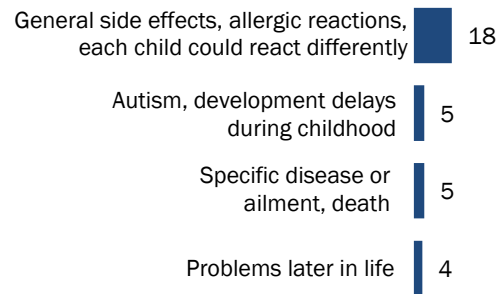 General side effects, allergic reactions,
each child could react differently 18
Autism, development delays
during childhood 5
Specific disease or
ailment, death 5
Problems later in life 4